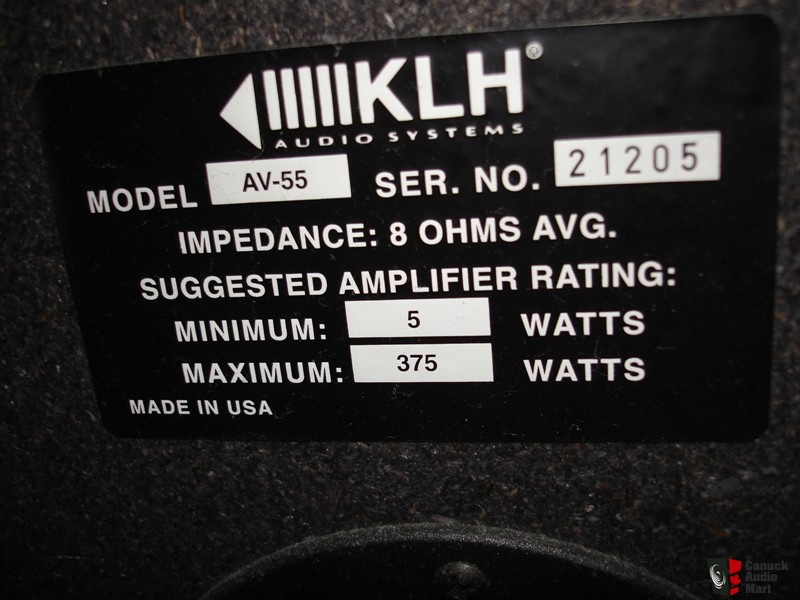 KLH®
AUDIO SYSTEMS
MODEL AV-55 SER. NO. 21205
IMPEDANCE: 8 OHMS AVG.
SUGGESTED AMPLIFIER RATING:
MINIMUM: 5 WATTS
MAXIMUM: 375 WATTS
MADE IN USA
Canuck
Audio
Mart